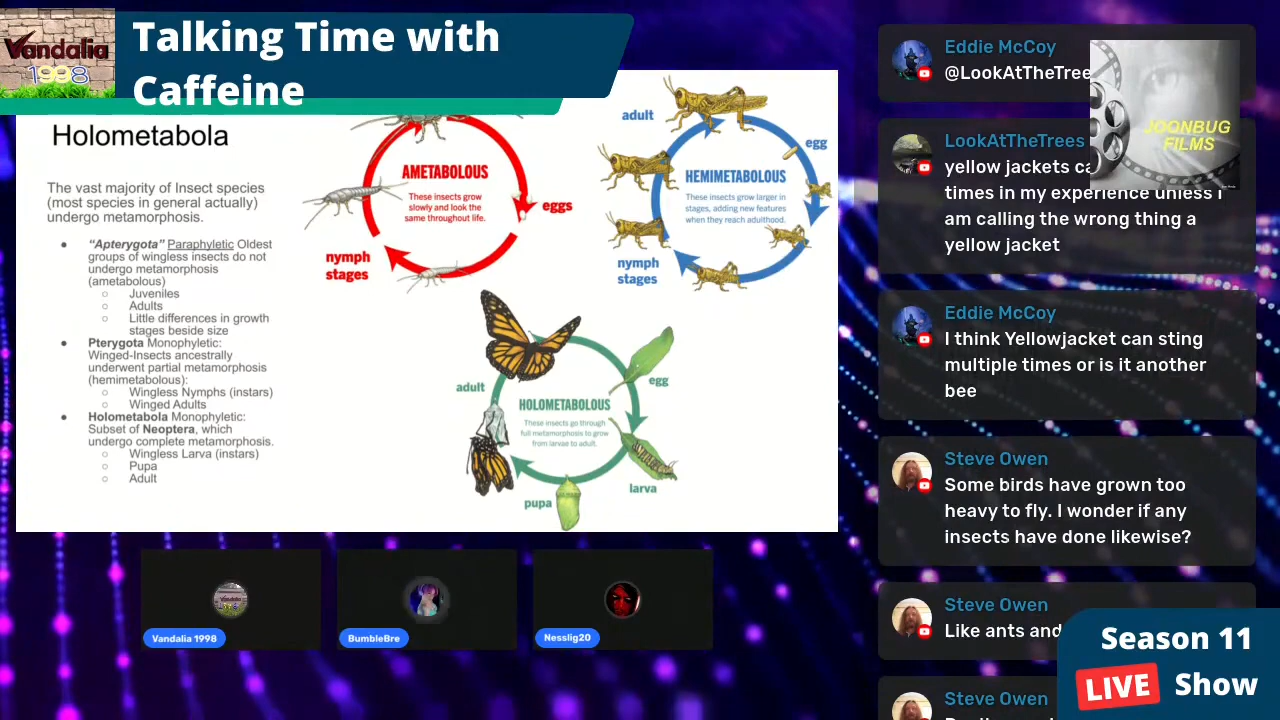 Vandalia
1998
Talking Time with
Caffeine
Holometabola
The vast majority of Insect species
(most species in general actually)
undergo metamorphosis.
● “Apterygota” Paraphyletic Oldest
groups of wingless insects do not
undergo metamorphosis
(ametabolous)
○ Juveniles
○ Adults
○ Little differences in growth
stages beside size
● Pterygota Monophyletic:
Winged-Insects ancestrally
underwent partial metamorphosis
(hemimetabolous):
○ Wingless Nymphs (instars)
○ Winged Adults
● Holometabola Monophyletic:
Subset of Neoptera, which
undergo complete metamorphosis.
○ Wingless Larva (instars)
○ Pupa
○ Adult
AMETABOLOUS
These insects grow
slowly and look the
same throughout life.
eggs
nymph
stages
adult
egg
HEMIMETABOLOUS
These insects grow larger in
stages, adding new features
when they reach adulthood.
nymph
stages
adult
egg
HOLOMETABOLOUS
These insects go through
full metamorphosis to grow
from larvae to adult.
larva
pupa
Vandalia 1998
BumbleBre
Nesslig20
Eddie McCoy
@LookAtTheTree
JOONBUG
FILMS
LookAtTheTrees
yellow jackets ca
times in my experience unless I
am calling the wrong thing a
yellow jacket
Eddie McCoy
I think Yellowjacket can sting
multiple times or is it another
bee
Steve Owen
Some birds have grown too
heavy to fly. I wonder if any
insects have done likewise?
Steve Owen
Like ants and
Steve Owen
Season 11
LIVE Show